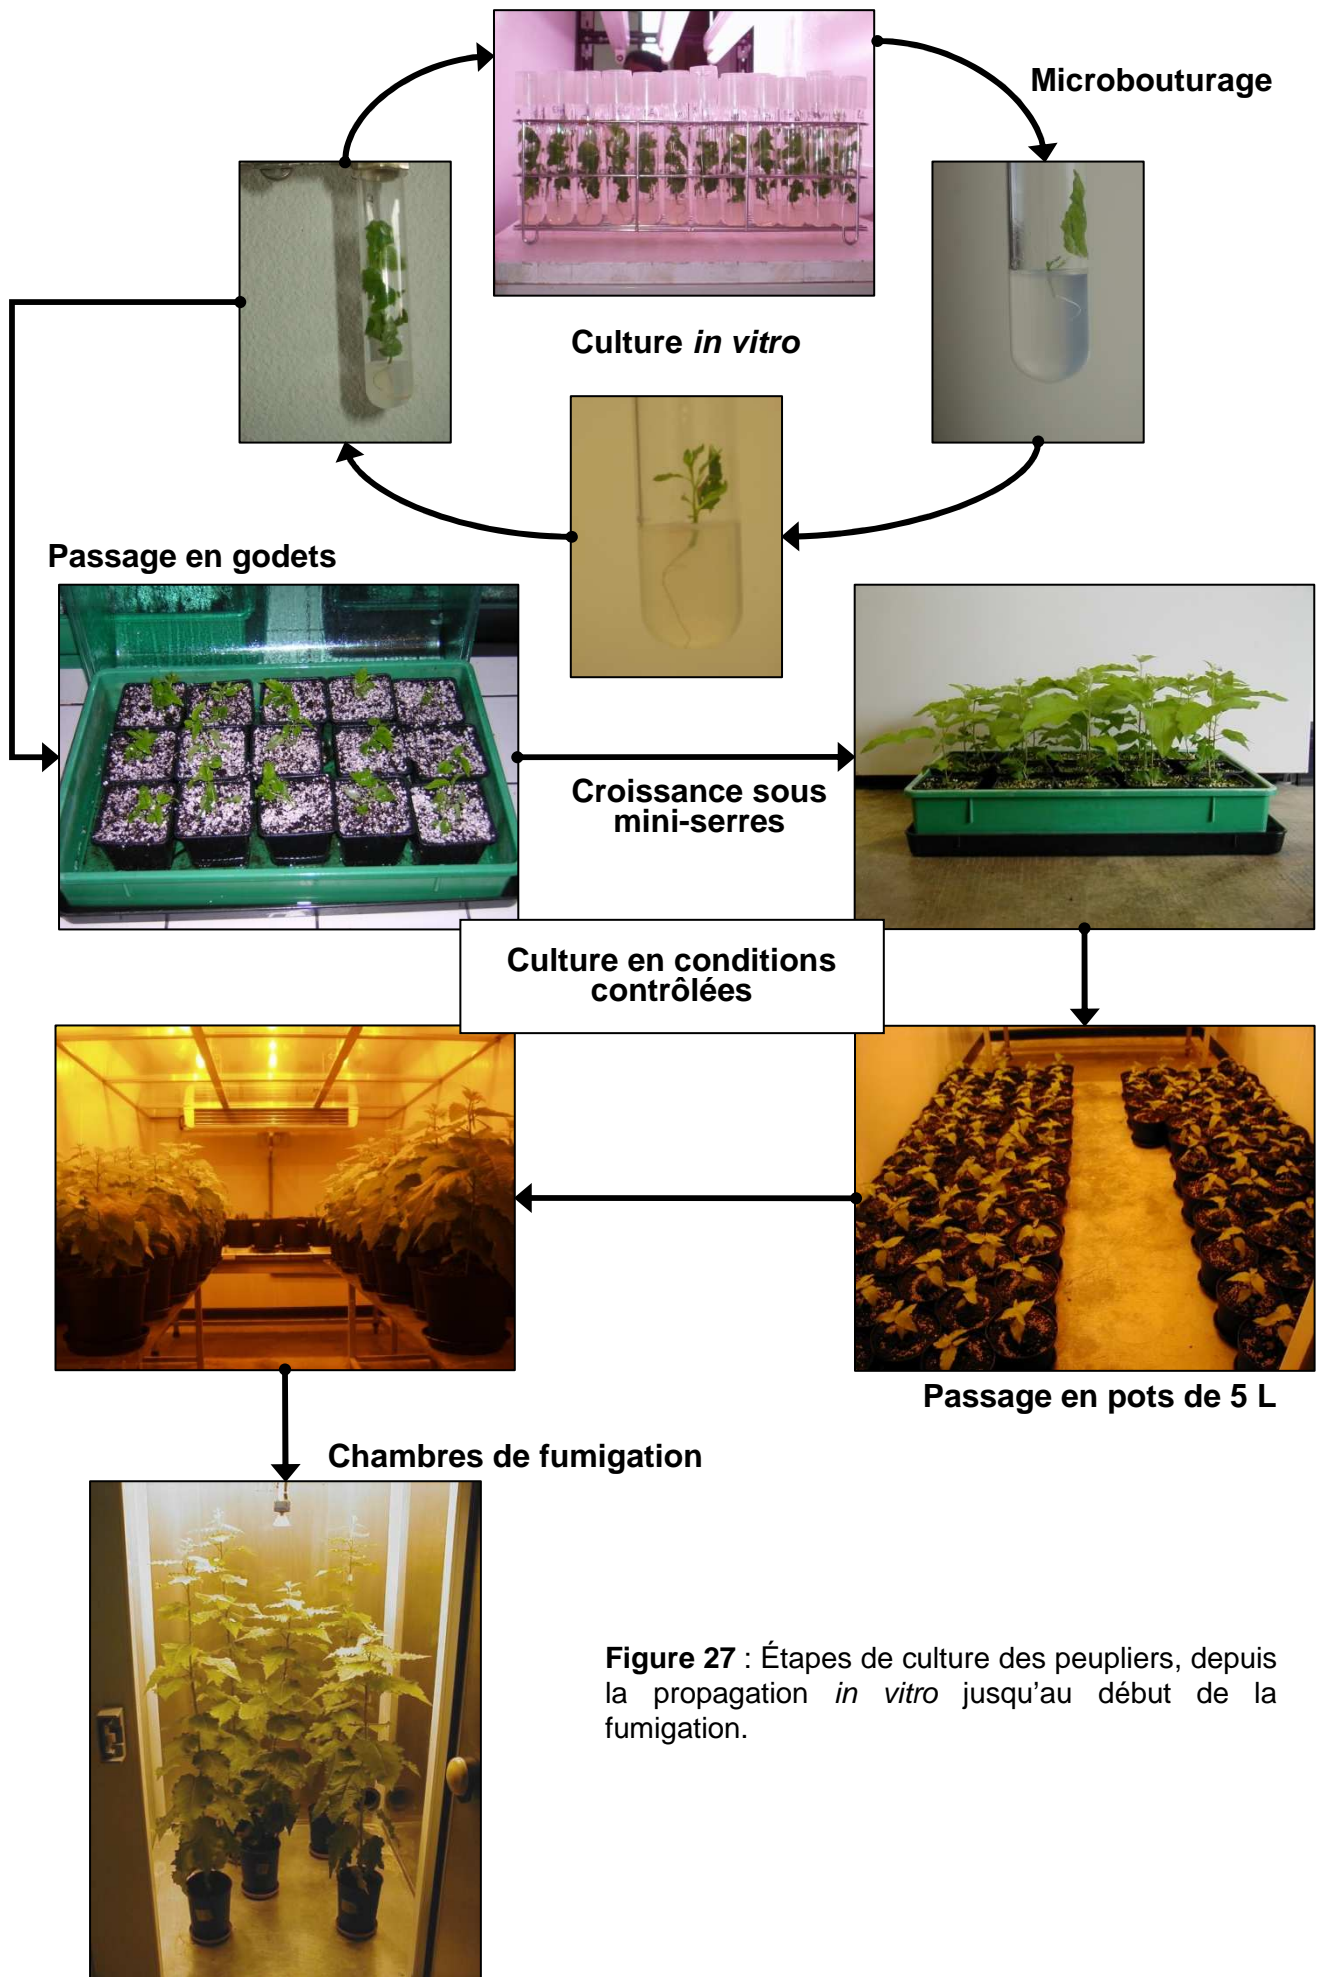 Microbouturage
Culture in vitro
Passage en godets
Croissance sous
mini-serres
Culture en conditions
contrôlées
Passage en pots de 5 L
Chambres de fumigation
Figure 27 : Étapes de culture des peupliers, depuis
la propagation in vitro jusqu'au début de la
fumigation.